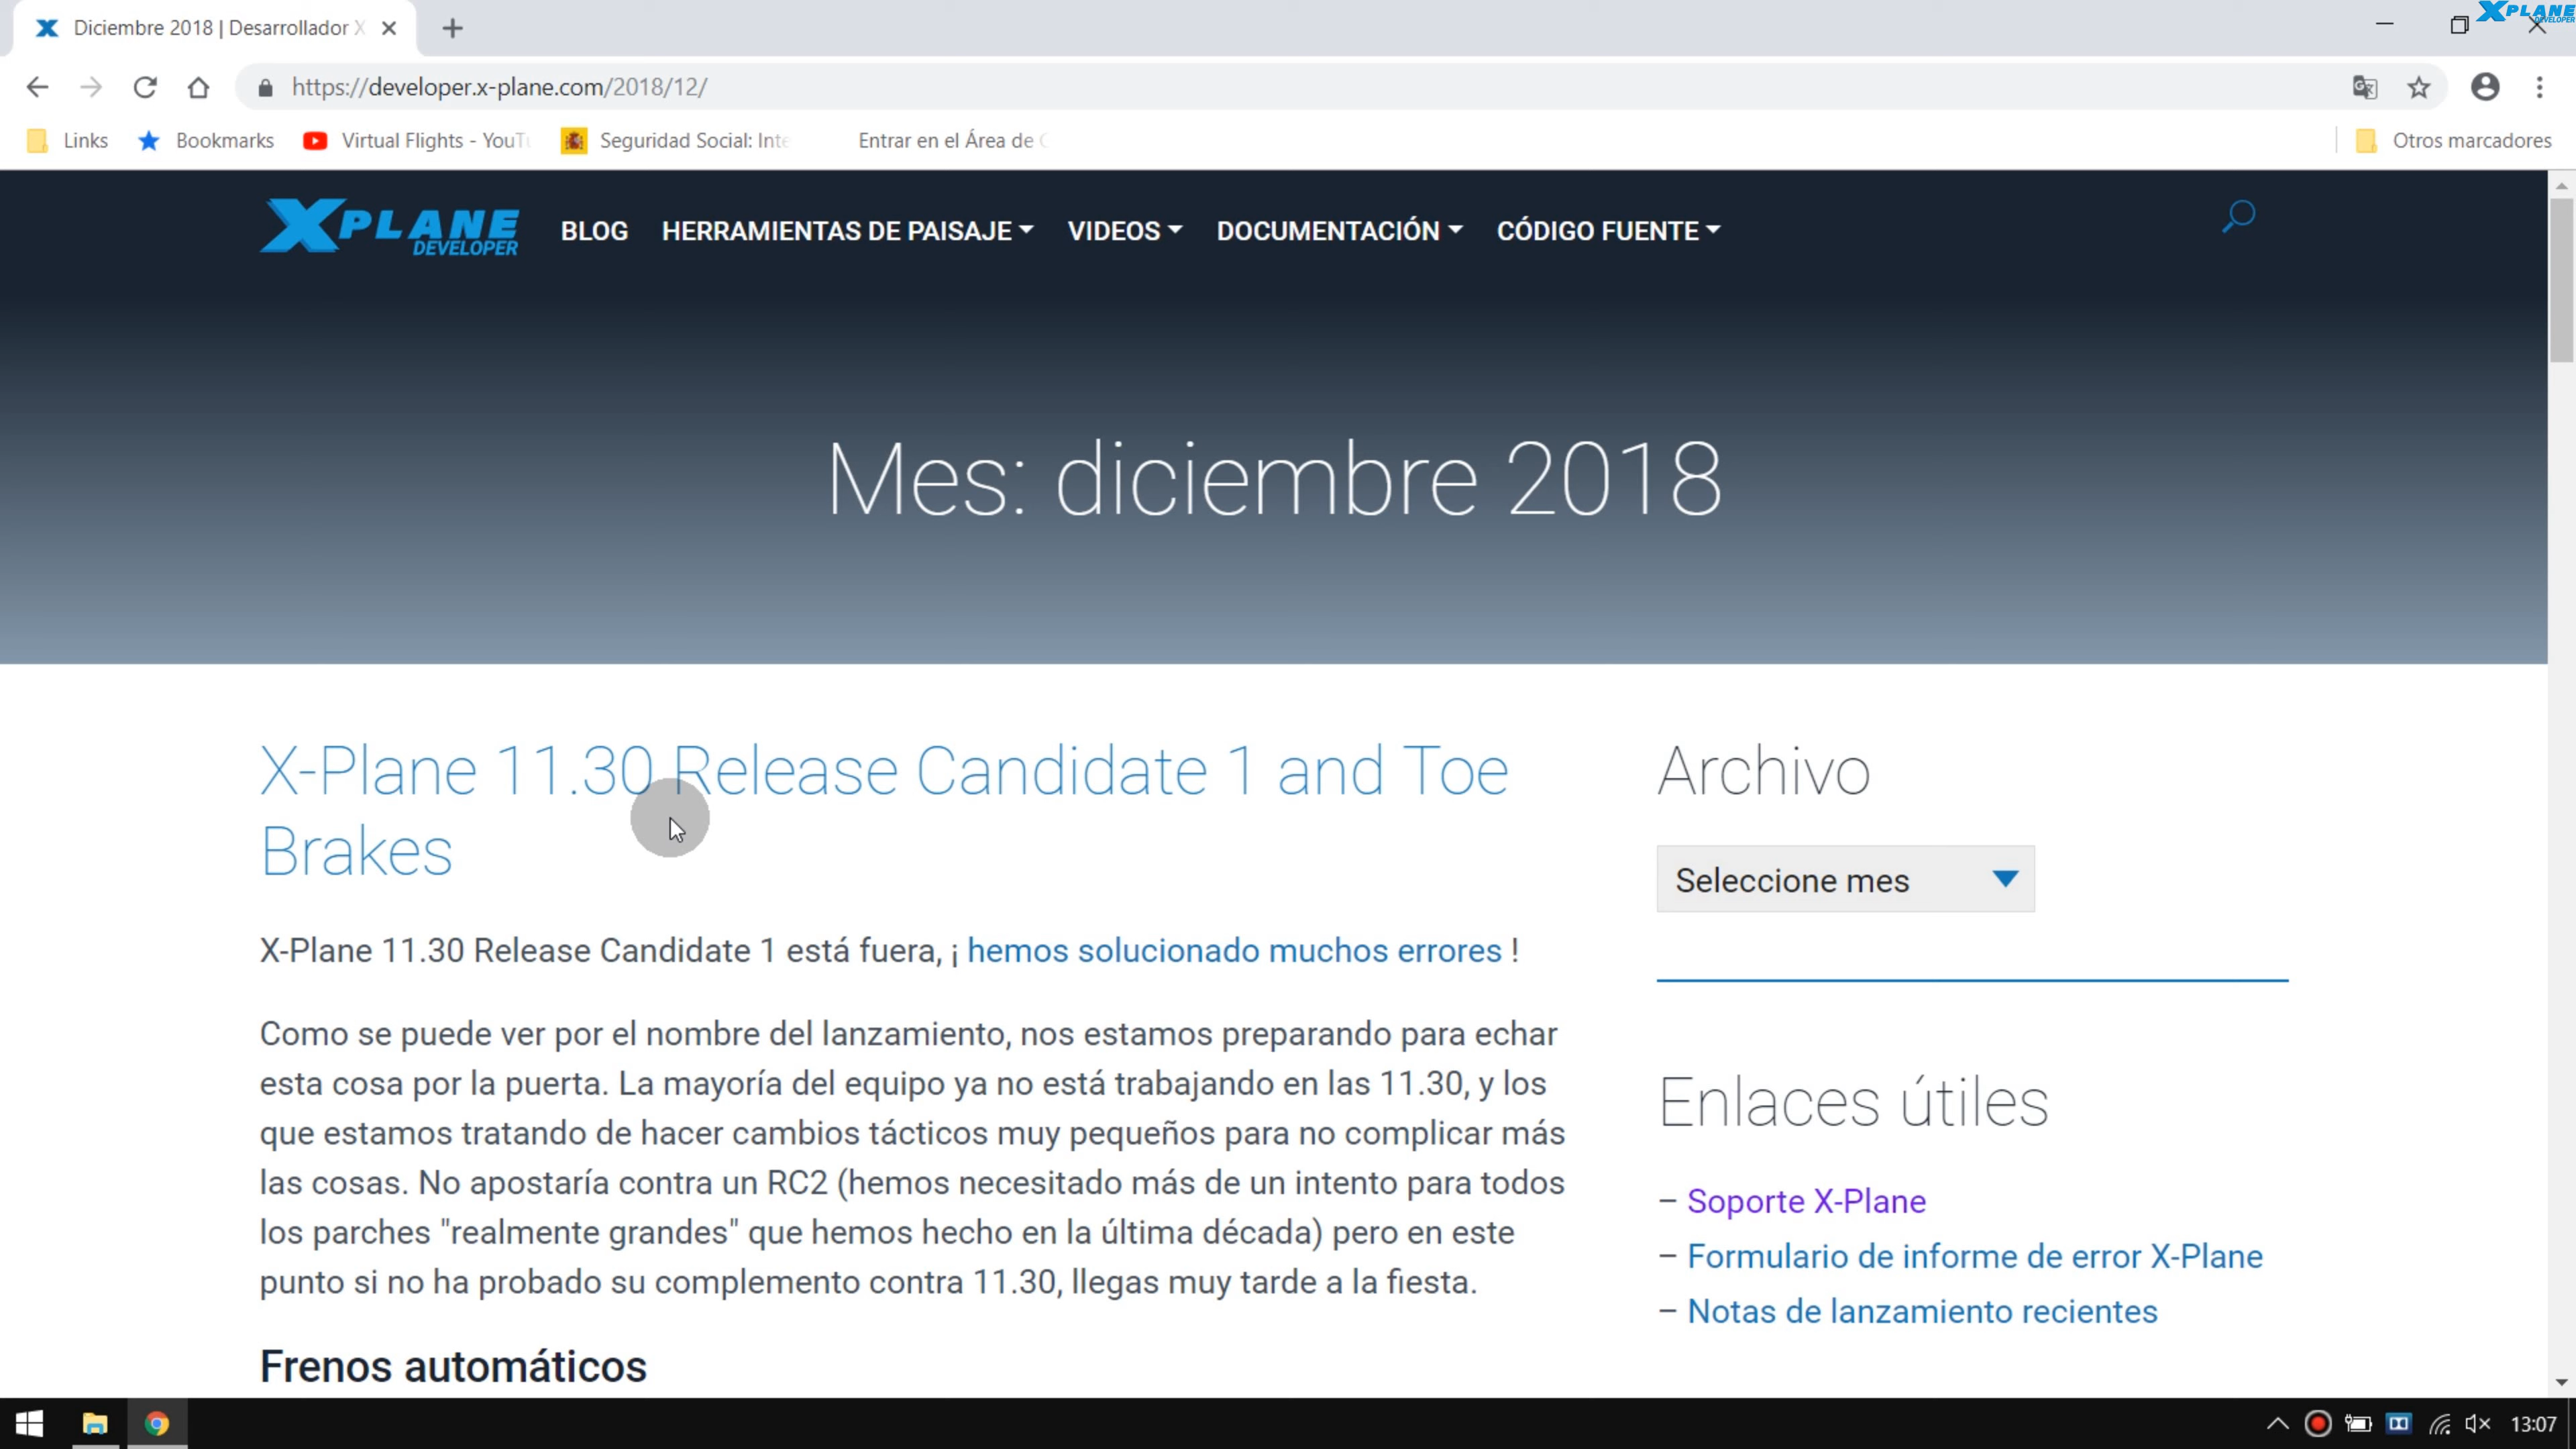 Diciembre 2018 | Desarrollador X
XPLANE
DEVELOPER
https://developer.x-plane.com/2018/12/
Links
Bookmarks
Virtual Flights - YouTu
Seguridad Social: Inte
Entrar en el Área de C
Otros marcadores
XPLANE
DEVELOPER
BLOG
HERRAMIENTAS DE PAISAJE
VIDEOS
DOCUMENTACIÓN
CÓDIGO FUENTE
Mes: diciembre 2018
X-Plane 11.30 Release Candidate 1 and Toe
Brakes
X-Plane 11.30 Release Candidate 1 está fuera, ¡ hemos solucionado muchos errores !
Como se puede ver por el nombre del lanzamiento, nos estamos preparando para echar
esta cosa por la puerta. La mayoría del equipo ya no está trabajando en las 11.30, y los
que estamos tratando de hacer cambios tácticos muy pequeños para no complicar más
las cosas. No apostaría contra un RC2 (hemos necesitado más de un intento para todos
los parches "realmente grandes" que hemos hecho en la última década) pero en este
punto si no ha probado su complemento contra 11.30, llegas muy tarde a la fiesta.
Frenos automáticos
Archivo
Seleccione mes
Enlaces útiles
– Soporte X-Plane
– Formulario de informe de error X-Plane
– Notas de lanzamiento recientes
13:07